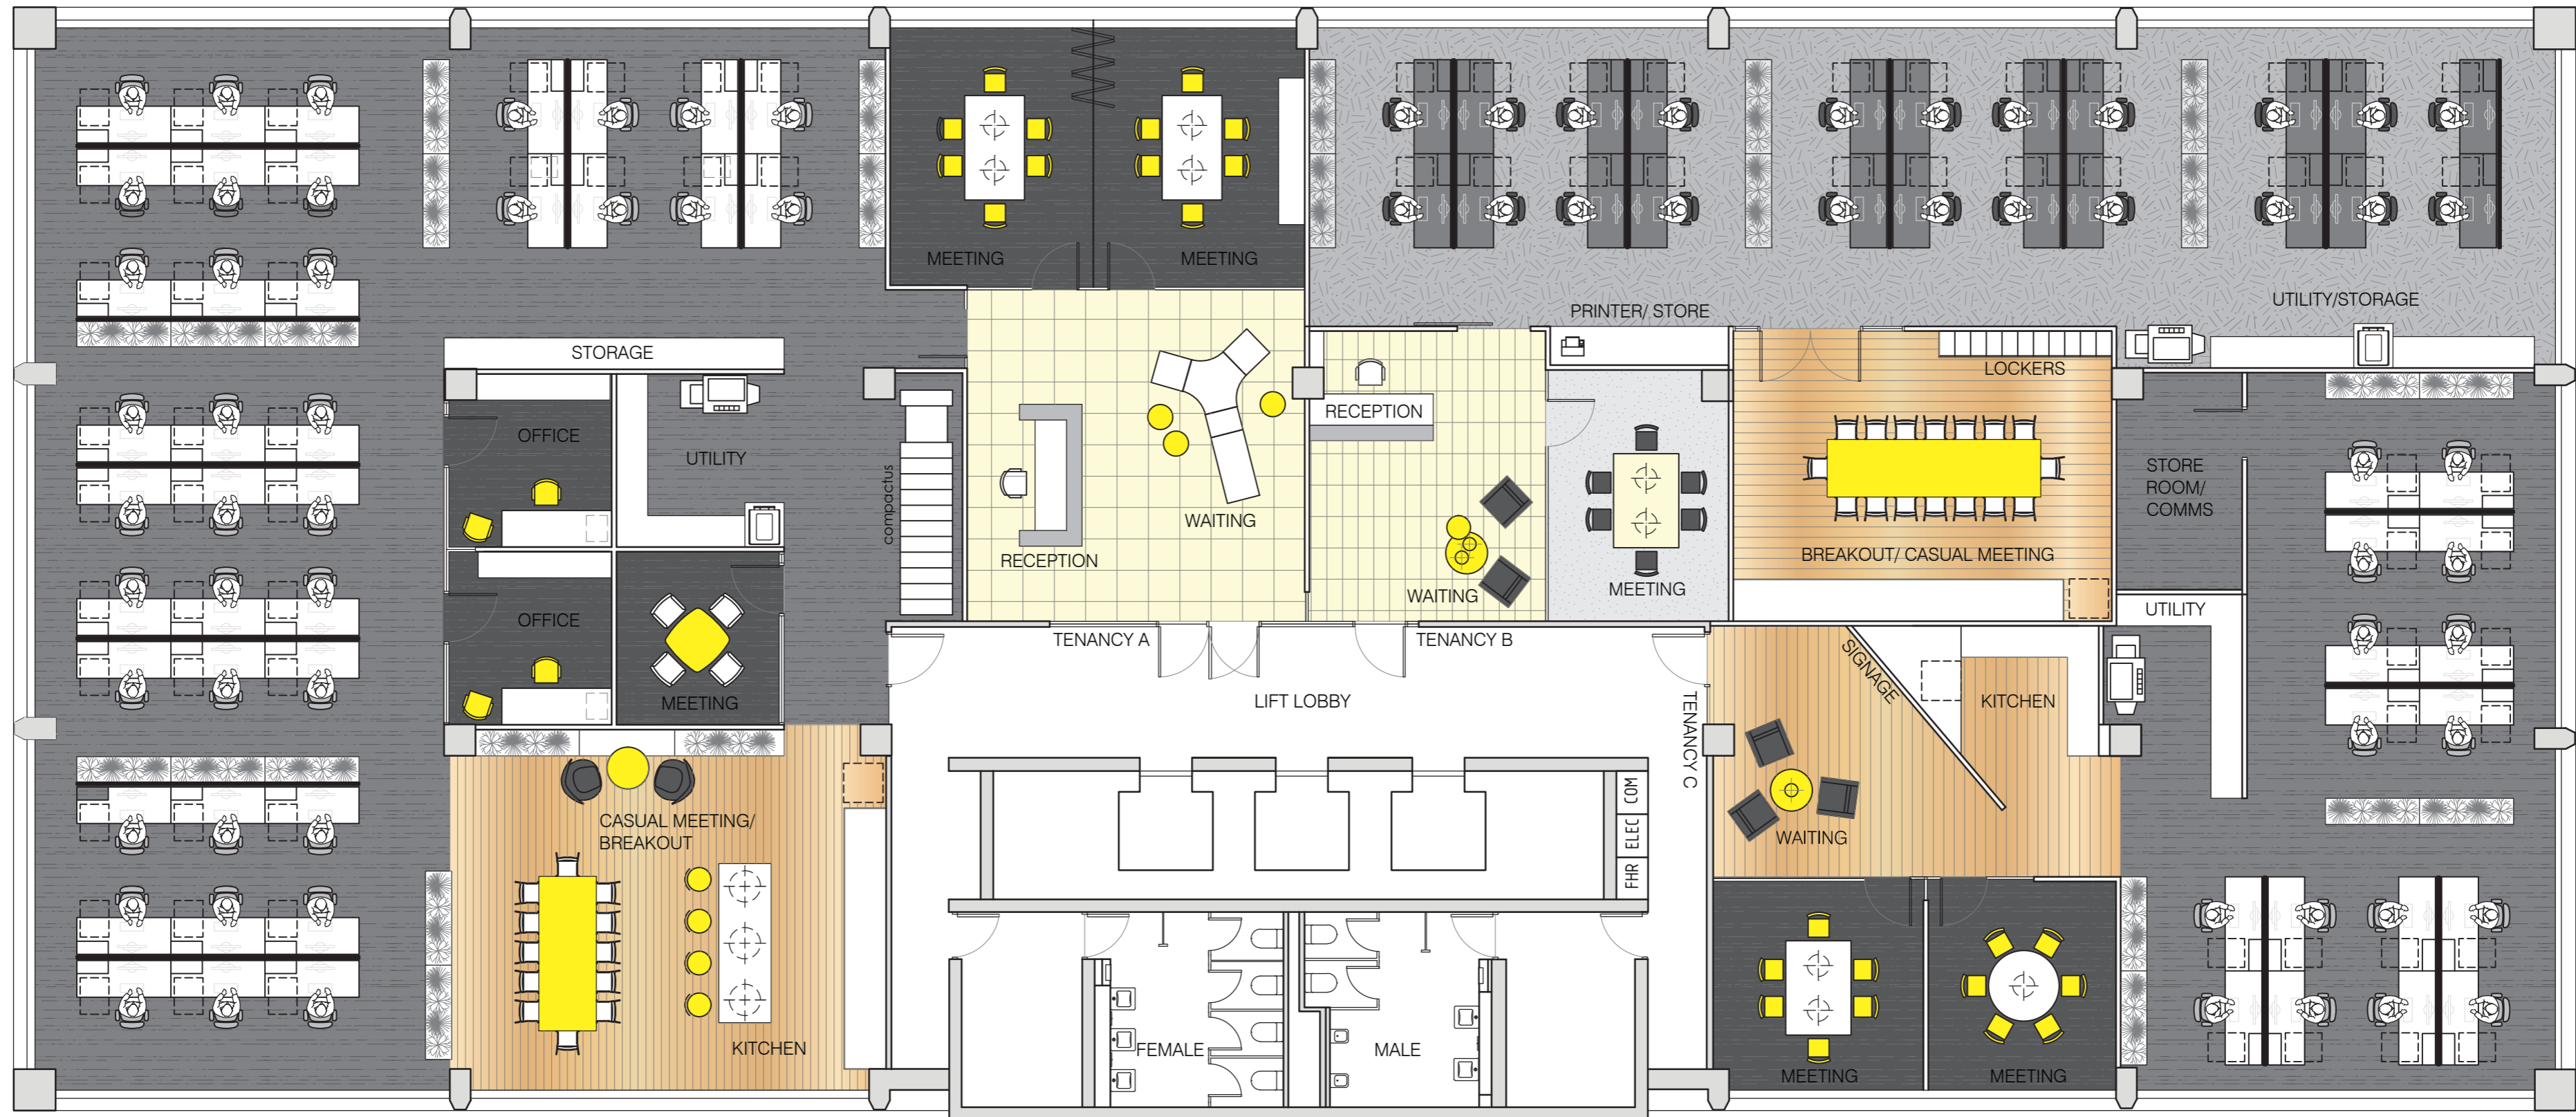 MEETING
MEETING
PRINTER/ STORE
UTILITY/STORAGE
STORAGE
LOCKERS
OFFICE
RECEPTION
UTILITY
STORE
ROOM/
COMMS
compactus
WAITING
RECEPTION
BREAKOUT/ CASUAL MEETING
MEETING
WAITING
UTILITY
OFFICE
TENANCY A
TENANCY B
SIGNAGE
MEETING
LIFT LOBBY
TENANCY C
KITCHEN
CASUAL MEETING/
BREAKOUT
COM
ELEC
FHR
WAITING
KITCHEN
FEMALE
MALE
MEETING
MEETING